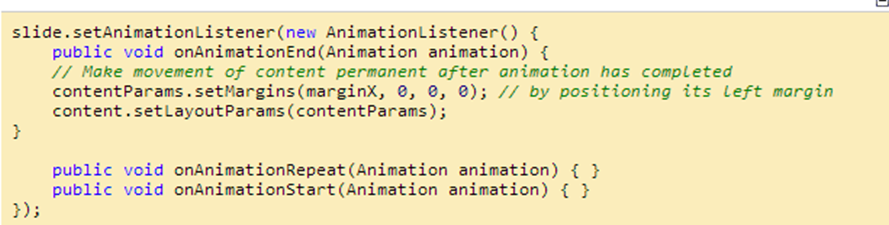 slide.setAnimationListener(new AnimationListener() {
    public void onAnimationEnd(Animation animation) {
    // Make movement of content permanent after animation has completed
    contentParams.setMargins(marginX, 0, 0, 0); // by positioning its left margin
    content.setLayoutParams(contentParams);
}

    public void onAnimationRepeat(Animation animation) { }
    public void onAnimationStart(Animation animation) { }
});